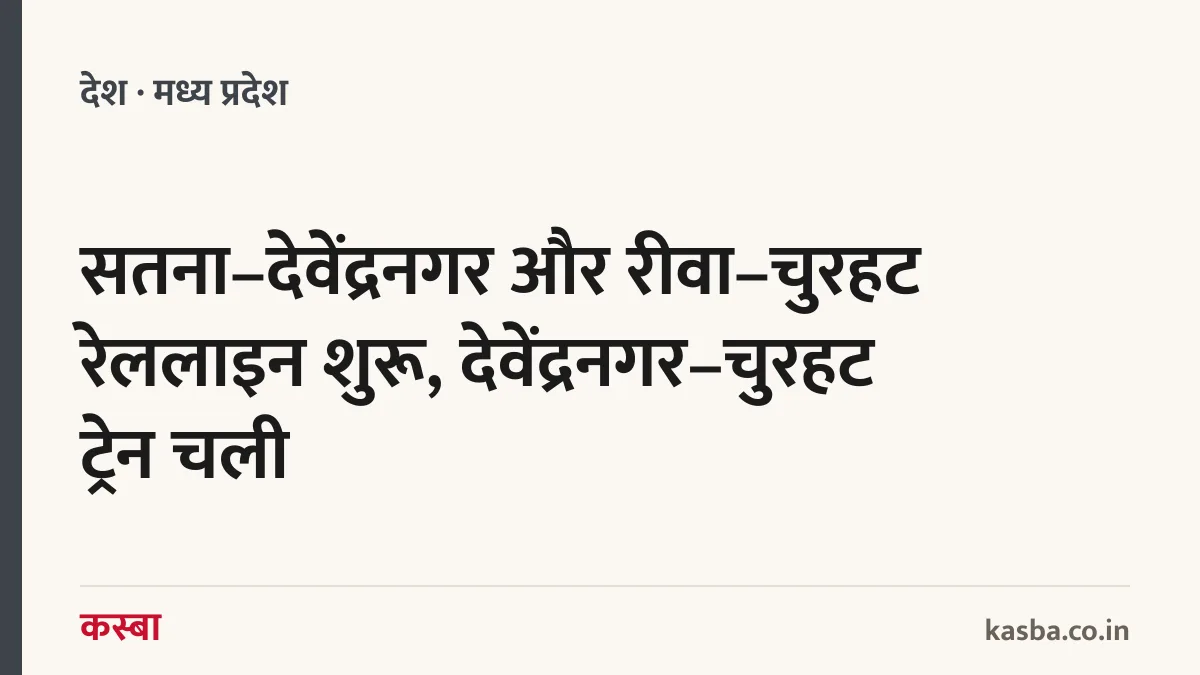 देश · मध्य प्रदेश
सतना–देवेंद्रनगर और रीवा–चुरहट
रेललाइन शुरू, देवेंद्रनगर–चुरहट
ट्रेन चली
कस्बा
kasba.co.in